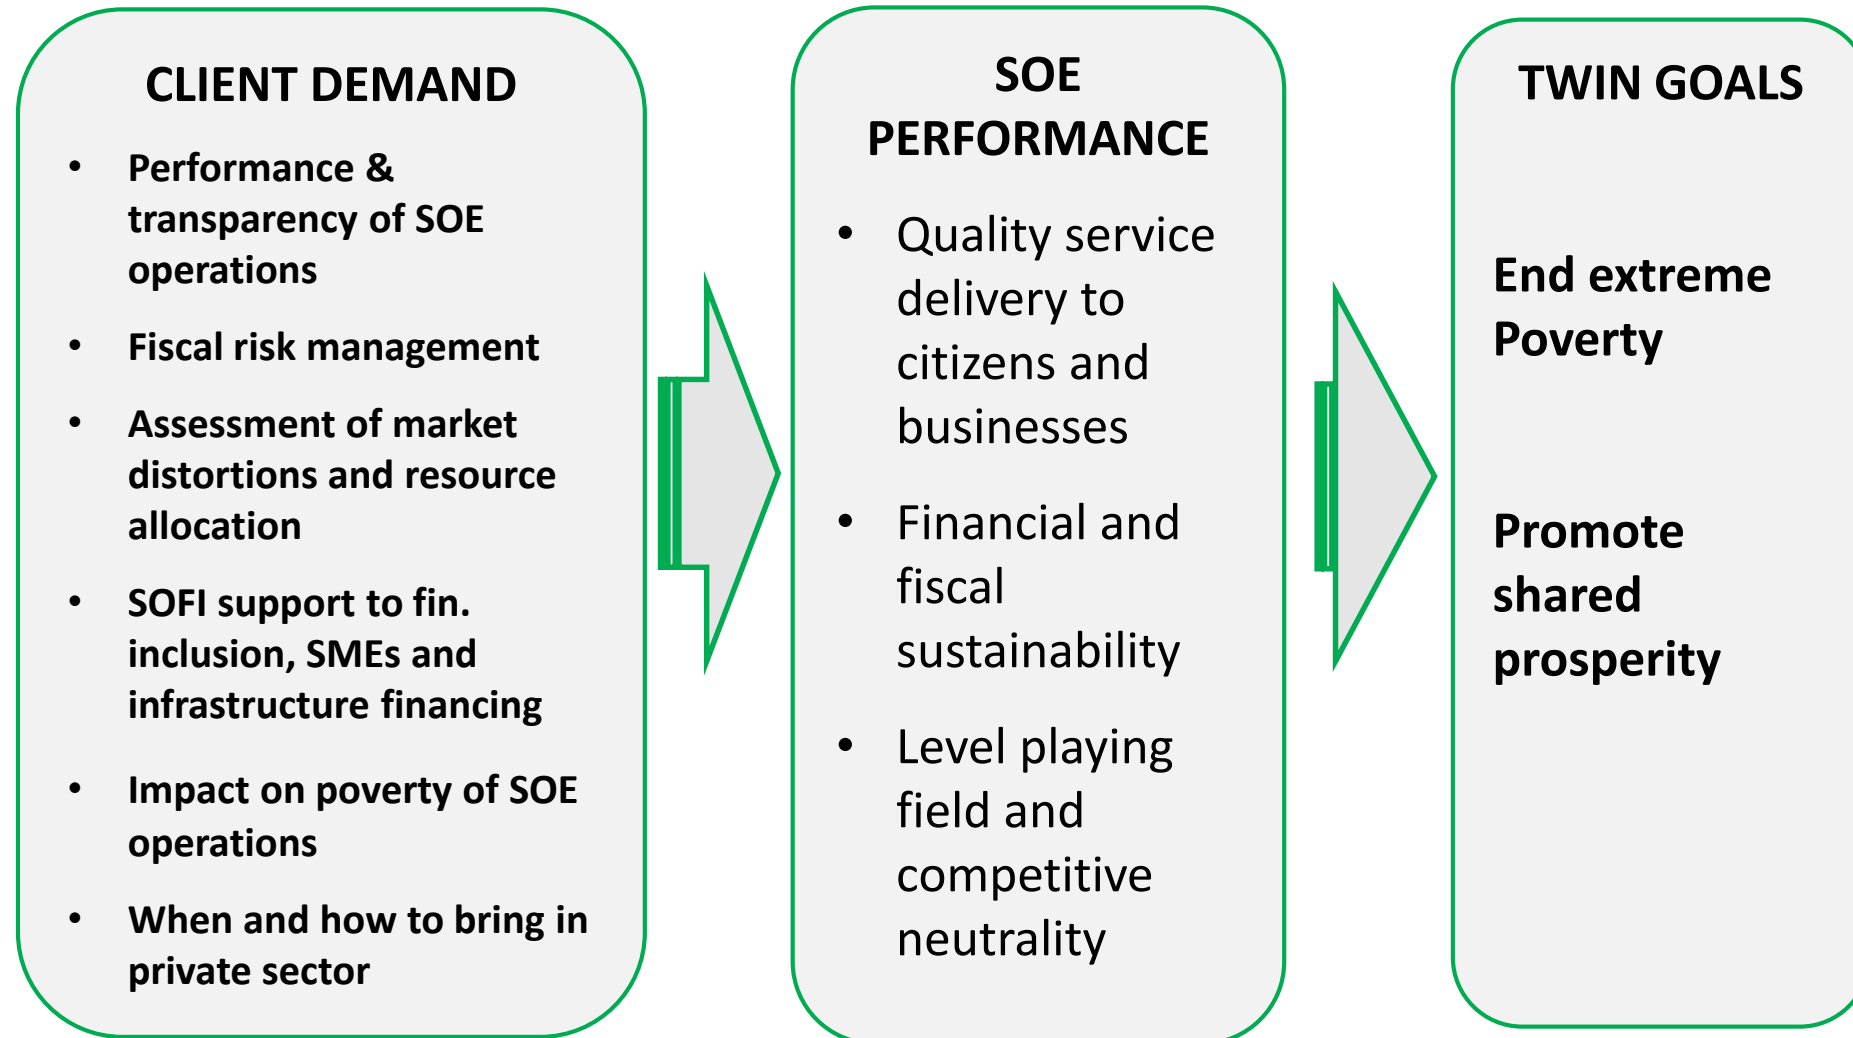 CLIENT DEMAND
• Performance &
transparency of SOE
operations
• Fiscal risk management
• Assessment of market
distortions and resource
allocation
• SOFI support to fin.
inclusion, SMEs and
infrastructure financing
• Impact on poverty of SOE
operations
• When and how to bring in
private sector
SOE
PERFORMANCE
• Quality service
delivery to
citizens and
businesses
• Financial and
fiscal
sustainability
• Level playing
field and
competitive
neutrality
TWIN GOALS
End extreme
Poverty
Promote
shared
prosperity